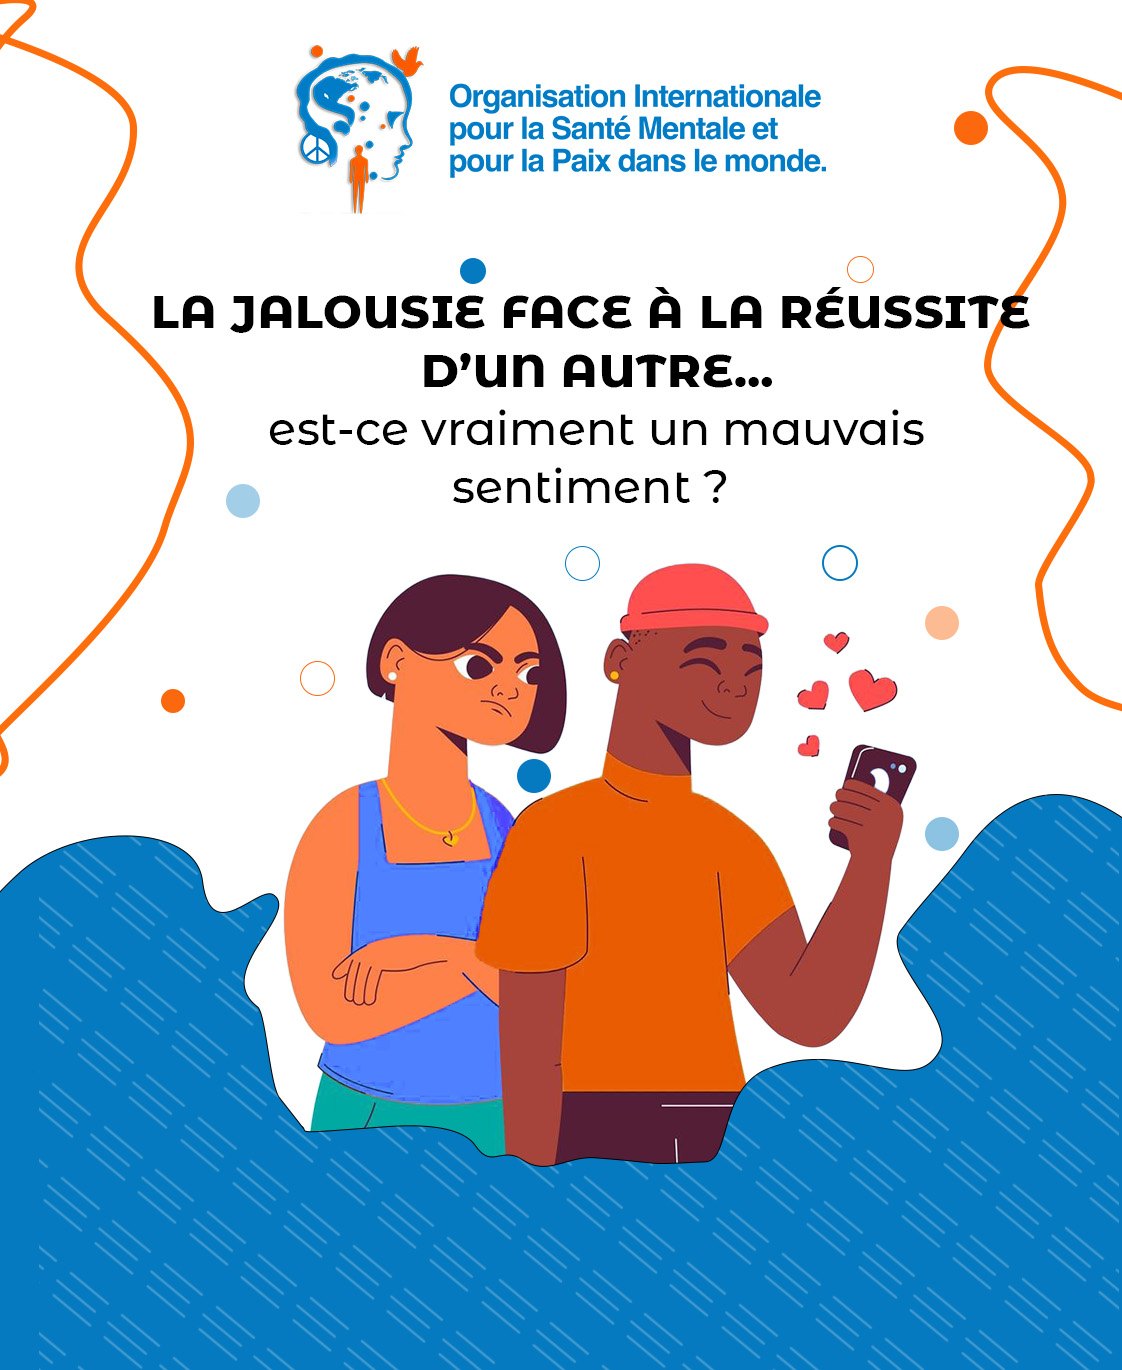 Organisation Internationale
pour la Santé Mentale et
pour la Paix dans le monde.
LA JALOUSIE FACE À LA RÉUSSITE
D'UN AUTRE...
est-ce vraiment un mauvais
sentiment ?